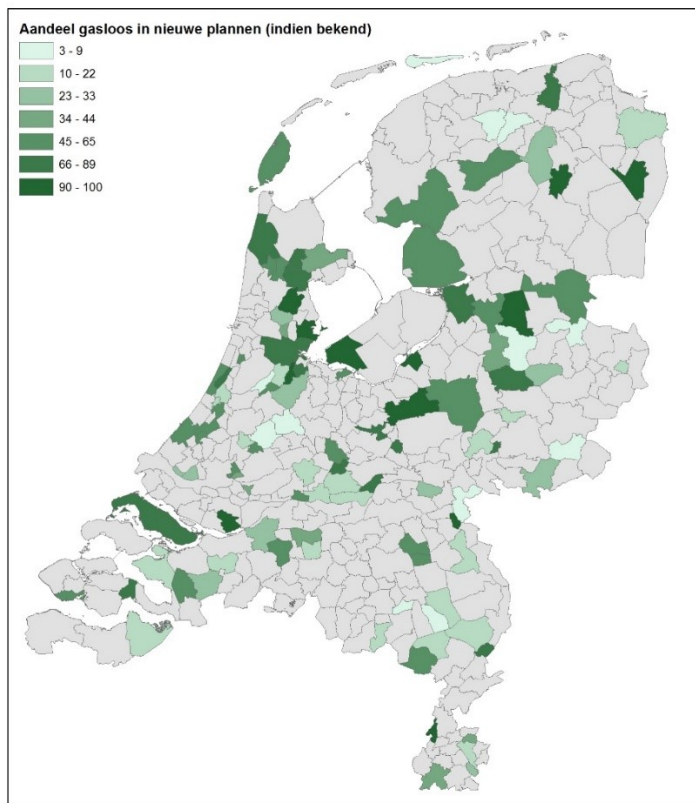 Aandeel gasloos in nieuwe plannen (indien bekend)
3 - 9
10 - 22
23 - 33
34 - 44
45 - 65
66 - 89
90 - 100